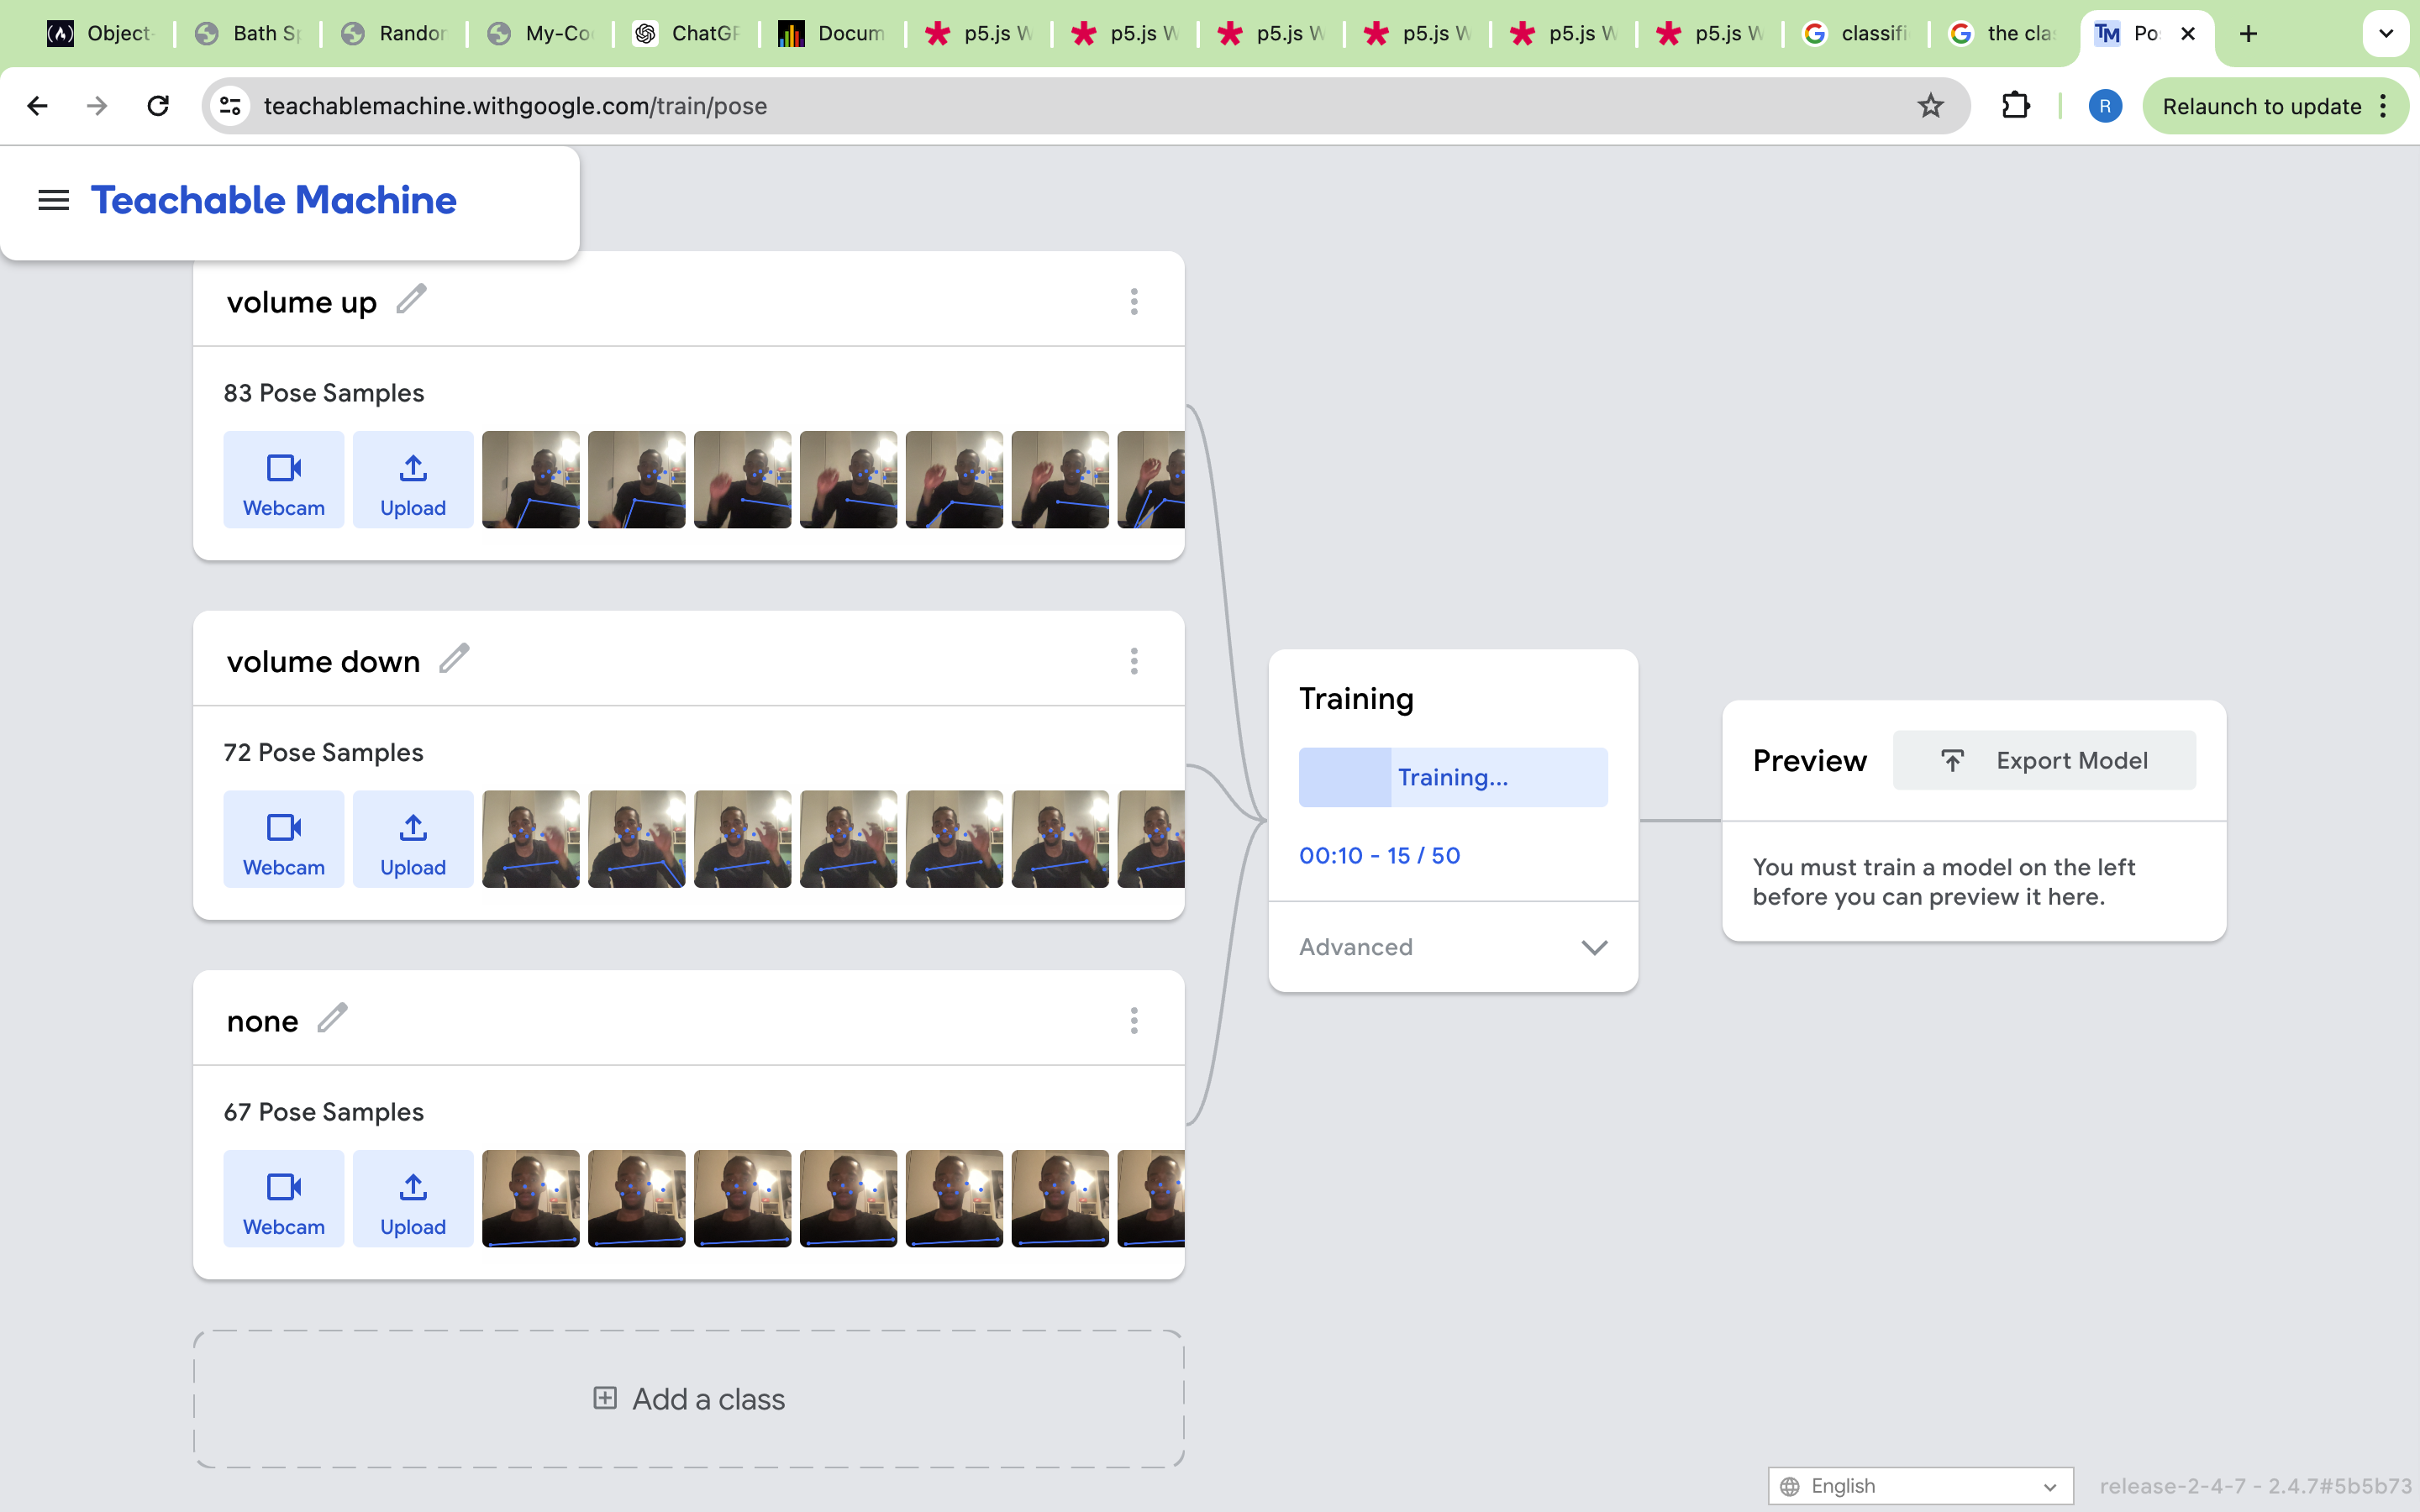 Object-
Bath Sp
Randor
My-Co
ChatGP
Docum
p5.js W
p5.js W
p5.js W
p5.js W
p5.js W
p5.js W
classifi
the cla
Po
teachablemachine.withgoogle.com/train/pose
R
Relaunch to update
Teachable Machine
volume up
83 Pose Samples
Webcam
Upload
volume down
72 Pose Samples
Webcam
Upload
none
67 Pose Samples
Webcam
Upload
Add a class
Training
Training...
00:10 - 15 / 50
Advanced
Preview
Export Model
You must train a model on the left
before you can preview it here.
English
release-2-4-7 - 2.4.7#5b5b73